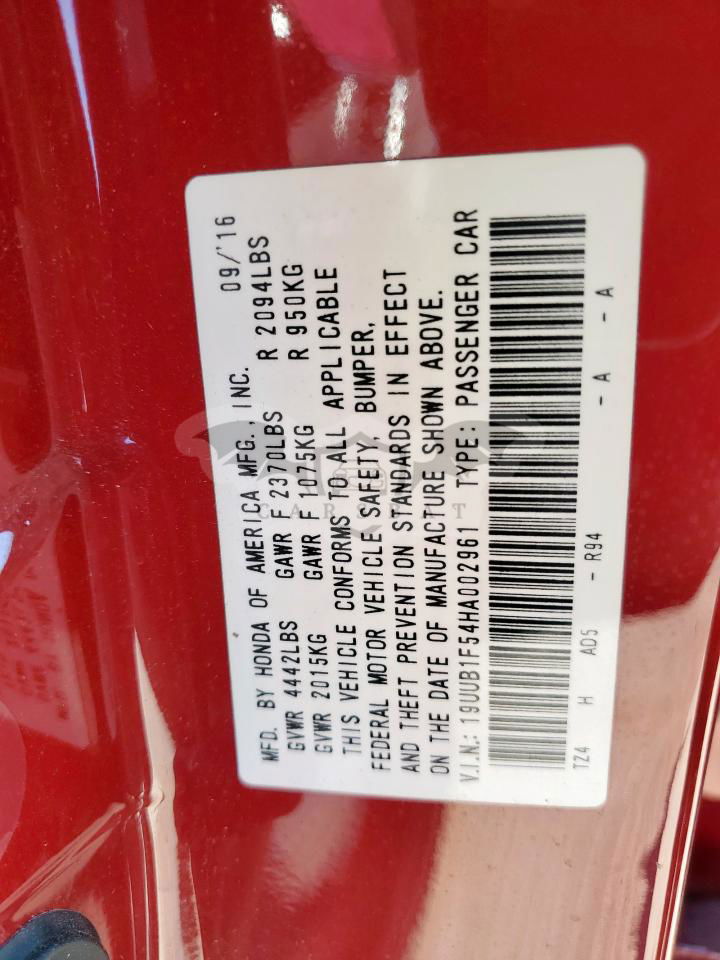 MFD. BY HONDA OF AMERICA MFG., INC. 09/'16
GVWR 4442LBS GAWR F 2370LBS R 2094LBS
GVWR 2015KG GAWR F 1075KG R 950KG
THIS VEHICLE CONFORMS TO ALL APPLICABLE
FEDERAL MOTOR VEHICLE SAFETY, BUMPER,
AND THEFT PREVENTION STANDARDS IN EFFECT
ON THE DATE OF MANUFACTURE SHOWN ABOVE.
V.I.N.: 19UUB1F54HA002961 TYPE: PASSENGER CAR
TZ4 H AD5 - R94 - A - A
CARSBAT